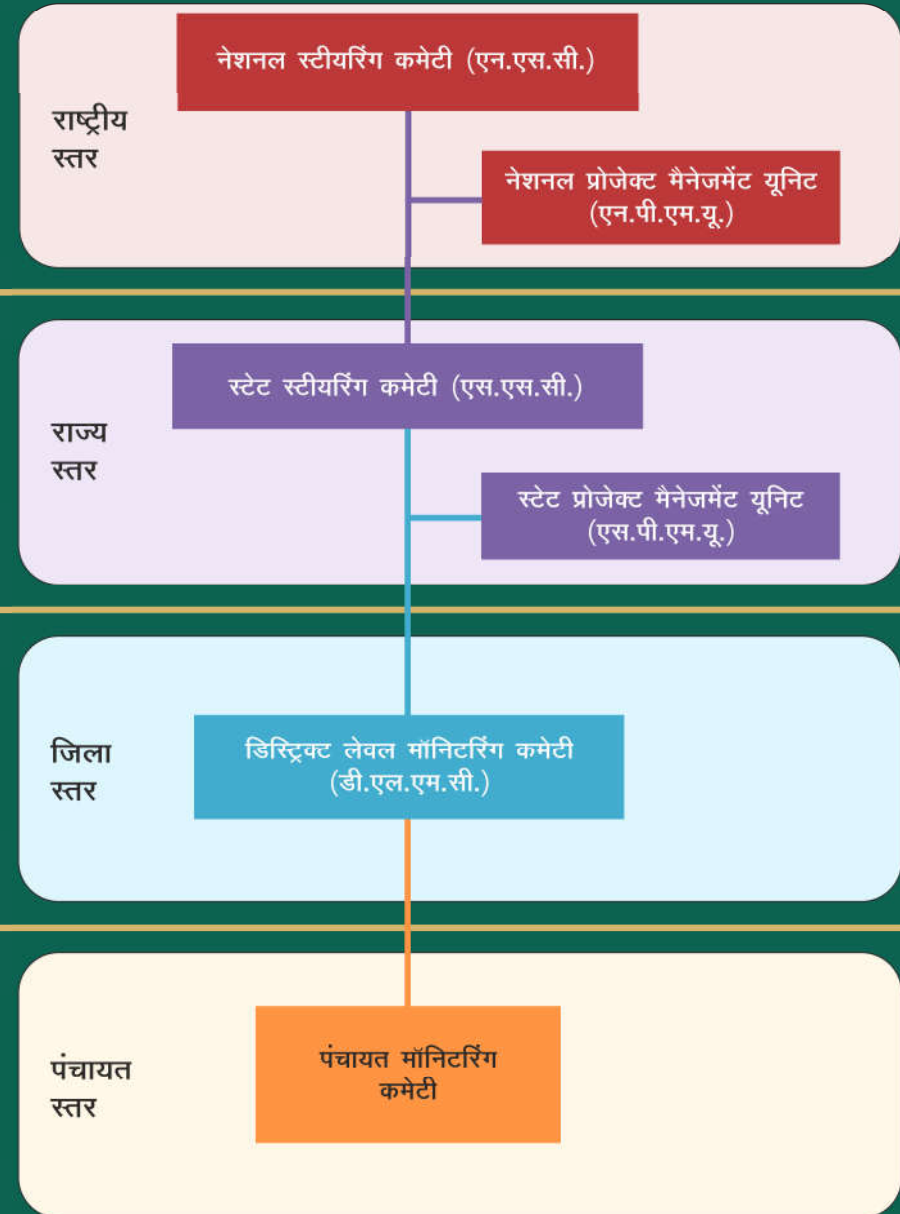 नेशनल स्टीयरिंग कमेटी (एन.एस.सी.)
राष्ट्रीय
स्तर
नेशनल प्रोजेक्ट मैनेजमेंट यूनिट
(एन.पी.एम.यू.)
स्टेट स्टीयरिंग कमेटी (एस.एस.सी.)
राज्य
स्तर
स्टेट प्रोजेक्ट मैनेजमेंट यूनिट
(एस.पी.एम.यू.)
डिस्ट्रिक्ट लेवल मॉनिटरिंग कमेटी
(डी.एल.एम.सी.)
जिला
स्तर
पंचायत मॉनिटरिंग
कमेटी
पंचायत
स्तर